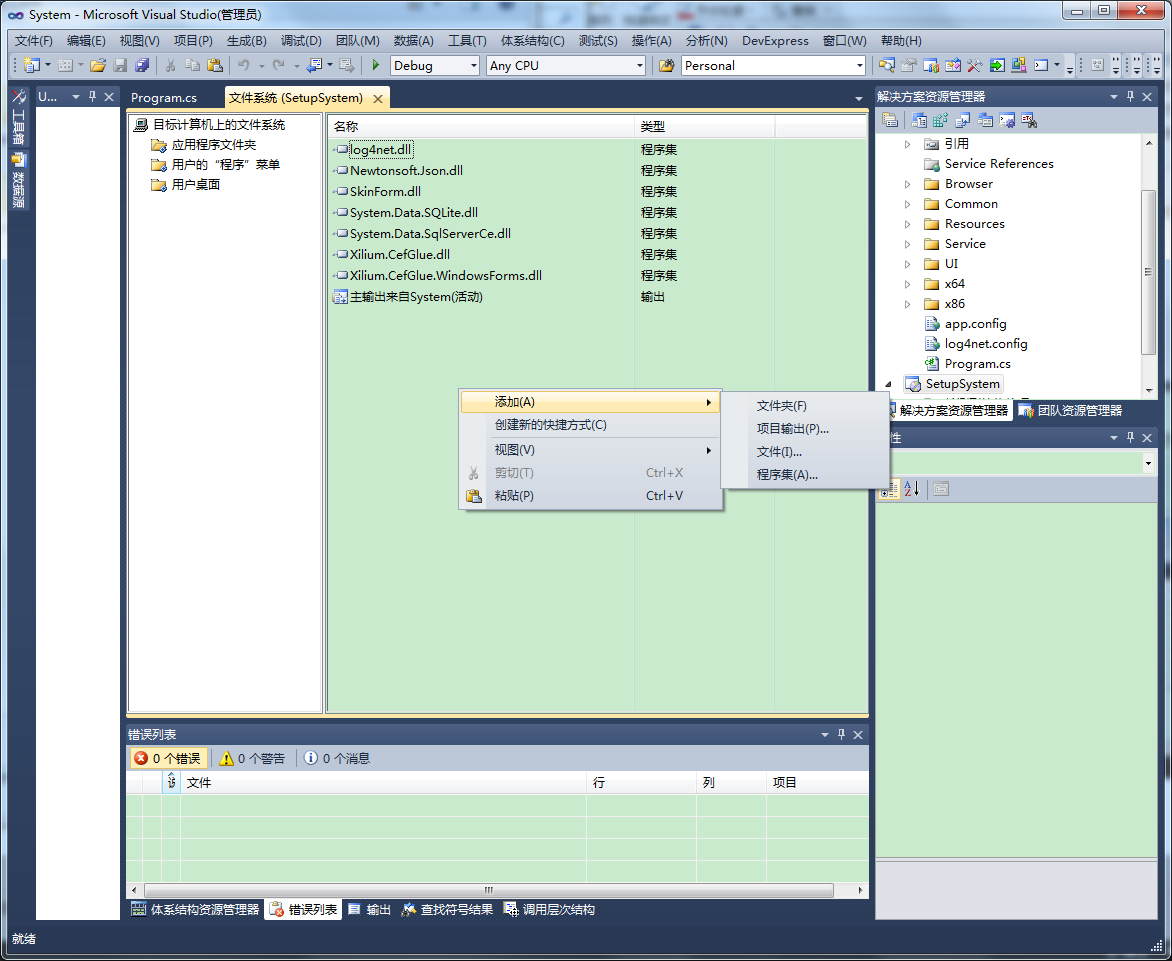 System - Microsoft Visual Studio(管理员)
文件(F) 编辑(E) 视图(V) 项目(P) 生成(B) 调试(D) 团队(M) 数据(A) 工具(T) 体系结构(C) 测试(S) 操作(A) 分析(N) DevExpress 窗口(W) 帮助(H)
Debug Any CPU Personal
工具箱
数据源
U...
Program.cs 文件系统 (SetupSystem)
目标计算机上的文件系统
应用程序文件夹
用户的“程序”菜单
用户桌面
名称 类型
log4net.dll 程序集
Newtonsoft.Json.dll 程序集
SkinForm.dll 程序集
System.Data.SQLite.dll 程序集
System.Data.SqlServerCe.dll 程序集
Xilium.CefGlue.dll 程序集
Xilium.CefGlue.WindowsForms.dll 程序集
主输出来自System(活动) 输出
添加(A)
创建新的快捷方式(C)
视图(V)
剪切(T) Ctrl+X
粘贴(P) Ctrl+V
文件夹(F)
项目输出(P)...
文件(I)...
程序集(A)...
解决方案资源管理器
引用
Service References
Browser
Common
Resources
Service
UI
x64
x86
app.config
log4net.config
Program.cs
SetupSystem
解决方案资源管理器 团队资源管理器
性
错误列表
0 个错误 0 个警告 0 个消息
文件 行 列 项目
体系结构资源管理器 错误列表 输出 查找符号结果 调用层次结构
就绪